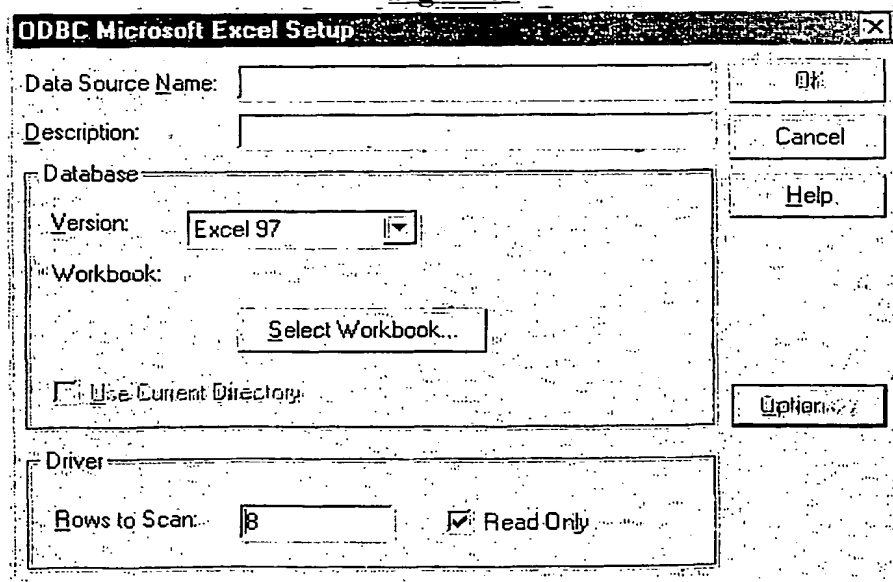 ODBC Microsoft Excel Setup
Data Source Name:
OK
Description:
Cancel
Database
Help
Version:
Excel 97
Workbook:
Select Workbook...
Use Current Directory
Options>>
Driver
Rows to Scan:
8
Read Only